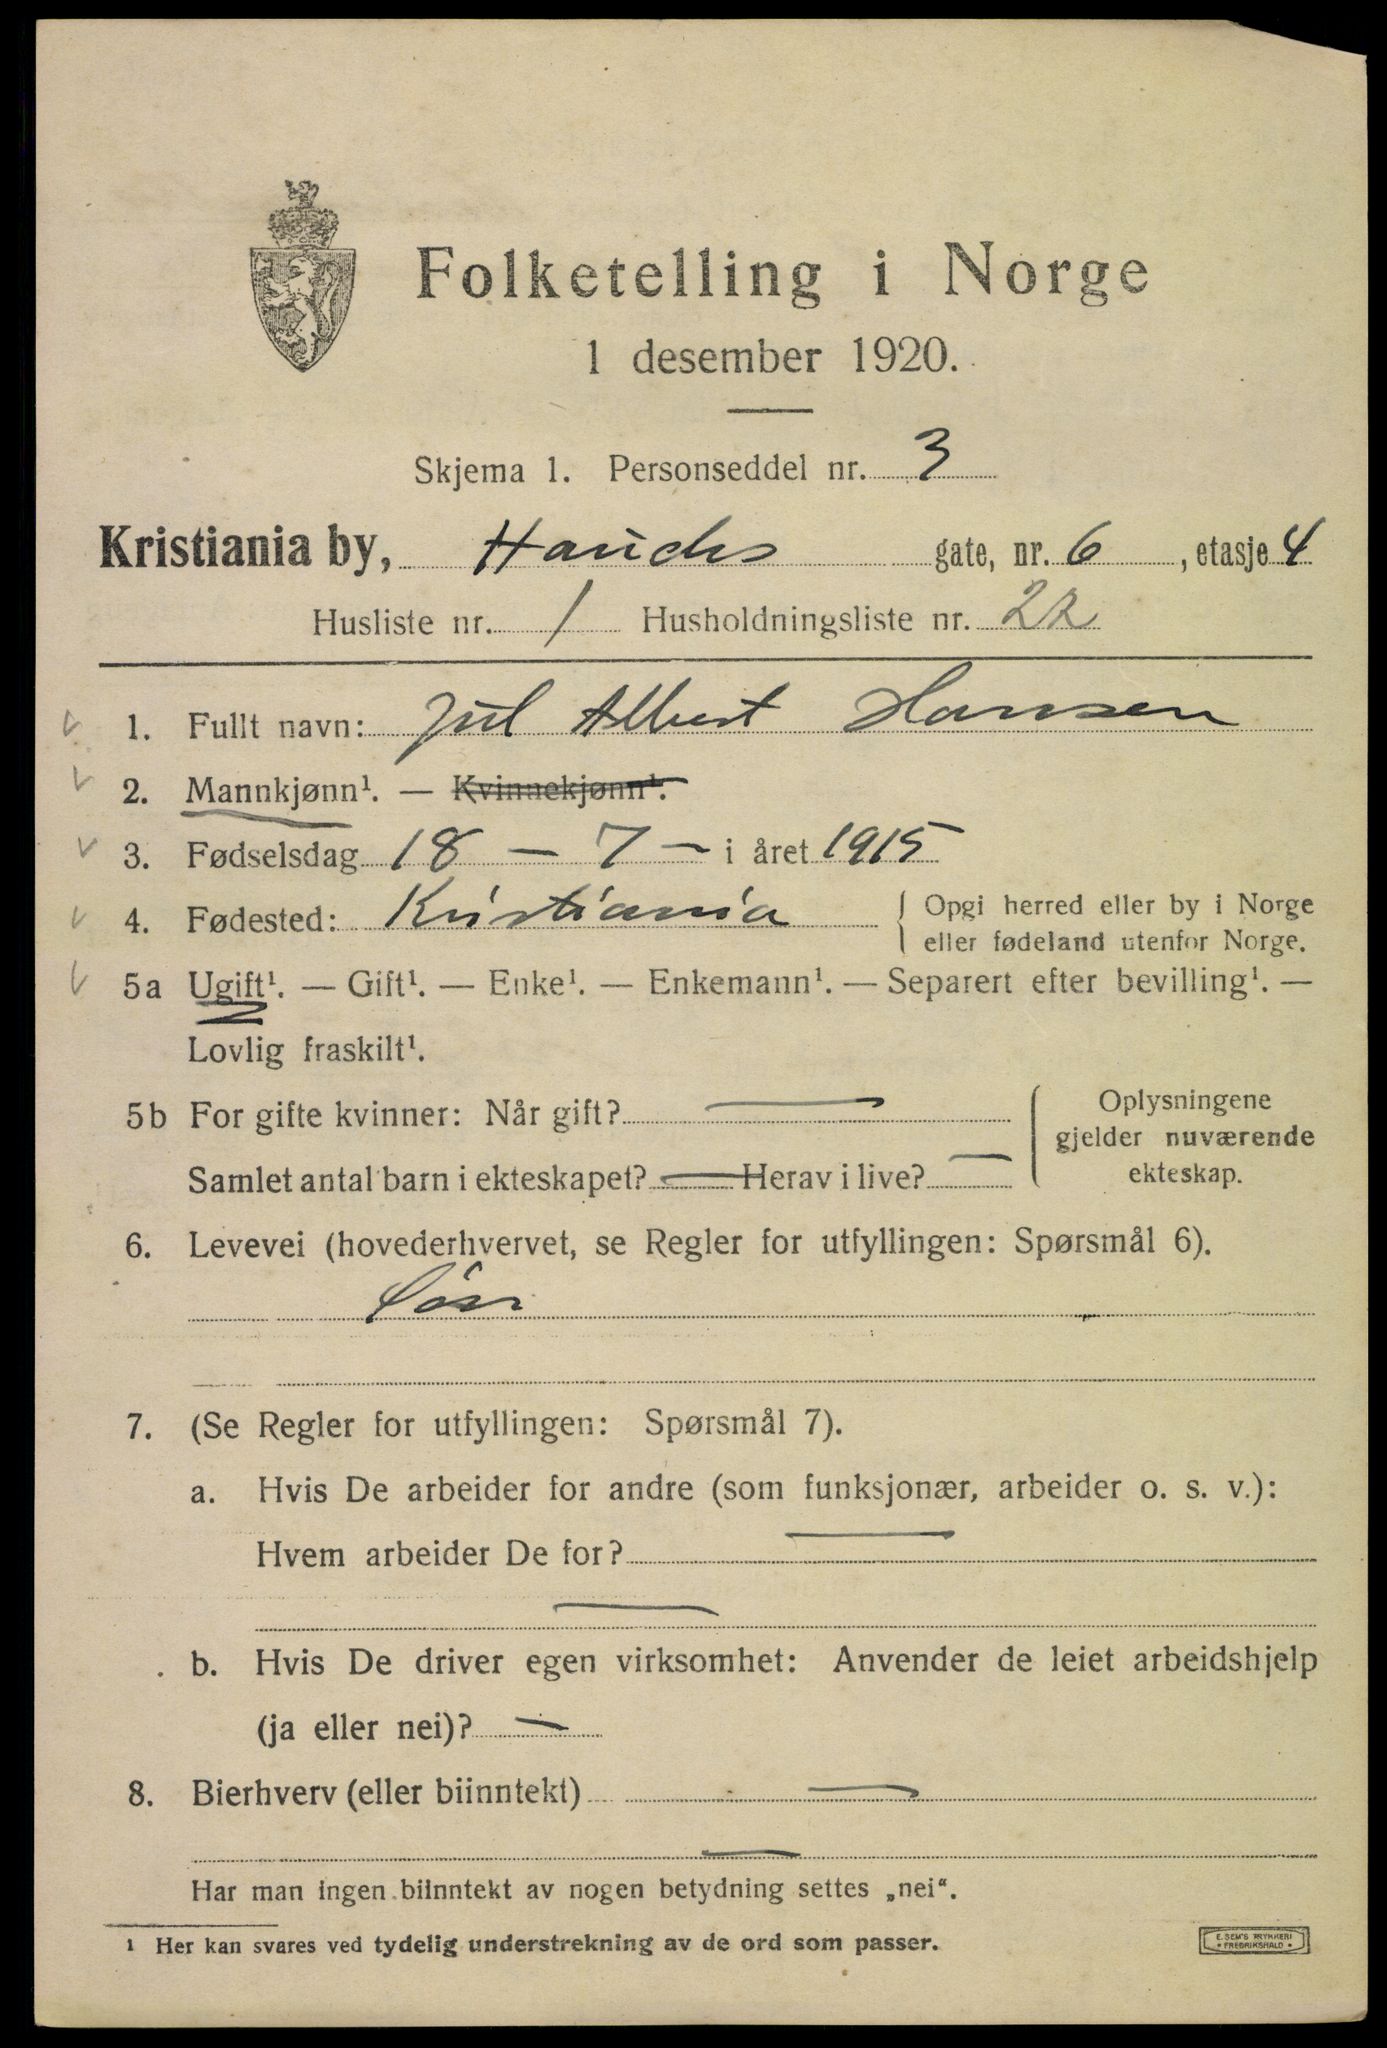 Folketelling i Norge
1 desember 1920.
Skjema 1. Personseddel nr. 3
Kristiania by, Hauchs gate, nr. 6, etasje 4
Husliste nr. 1 Husholdningsliste nr. 22
1. Fullt navn: Jul Albert Hansen
2. Mannkjønn¹. — Kvinnekjønn¹.
3. Fødselsdag 18 – 7 – i året 1915
4. Fødested: Kristiania { Opgi herred eller by i Norge
eller fødeland utenfor Norge.
5a Ugift¹. — Gift¹. — Enke¹. — Enkemann¹. — Separert efter bevilling¹. —
Lovlig fraskilt¹.
5b For gifte kvinner: Når gift? —
Samlet antal barn i ekteskapet? — Herav i live? —
{ Oplysningene
gjelder nuværende
ekteskap.
6. Levevei (hovederhvervet, se Regler for utfyllingen: Spørsmål 6).
7. (Se Regler for utfyllingen: Spørsmål 7).
a. Hvis De arbeider for andre (som funksjonær, arbeider o. s. v.):
Hvem arbeider De for? —
—
b. Hvis De driver egen virksomhet: Anvender de leiet arbeidshjelp
(ja eller nei)? —
8. Bierhverv (eller biinntekt) —
—
Har man ingen biinntekt av nogen betydning settes „nei“.
¹ Her kan svares ved tydelig understrekning av de ord som passer.
E. SEM'S TRYKKERI
• FREDRIKSHALD •